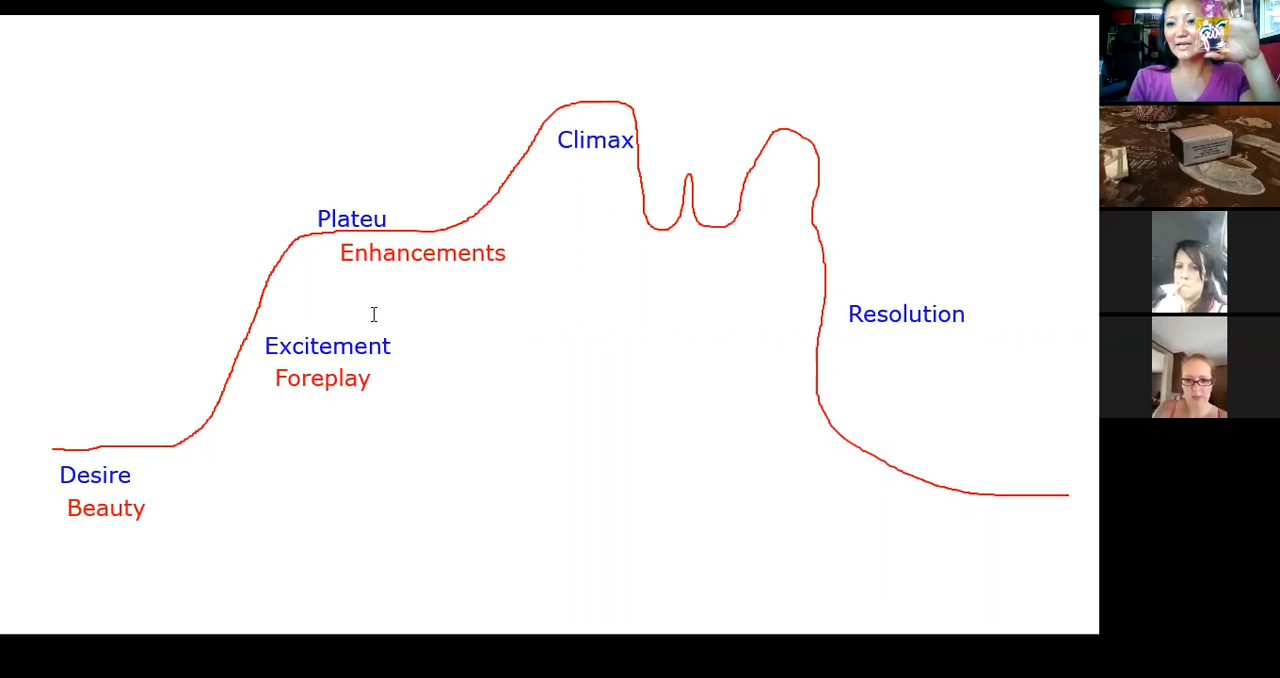 Climax
Plateu
Enhancements
Resolution
Excitement
Foreplay
Desire
Beauty